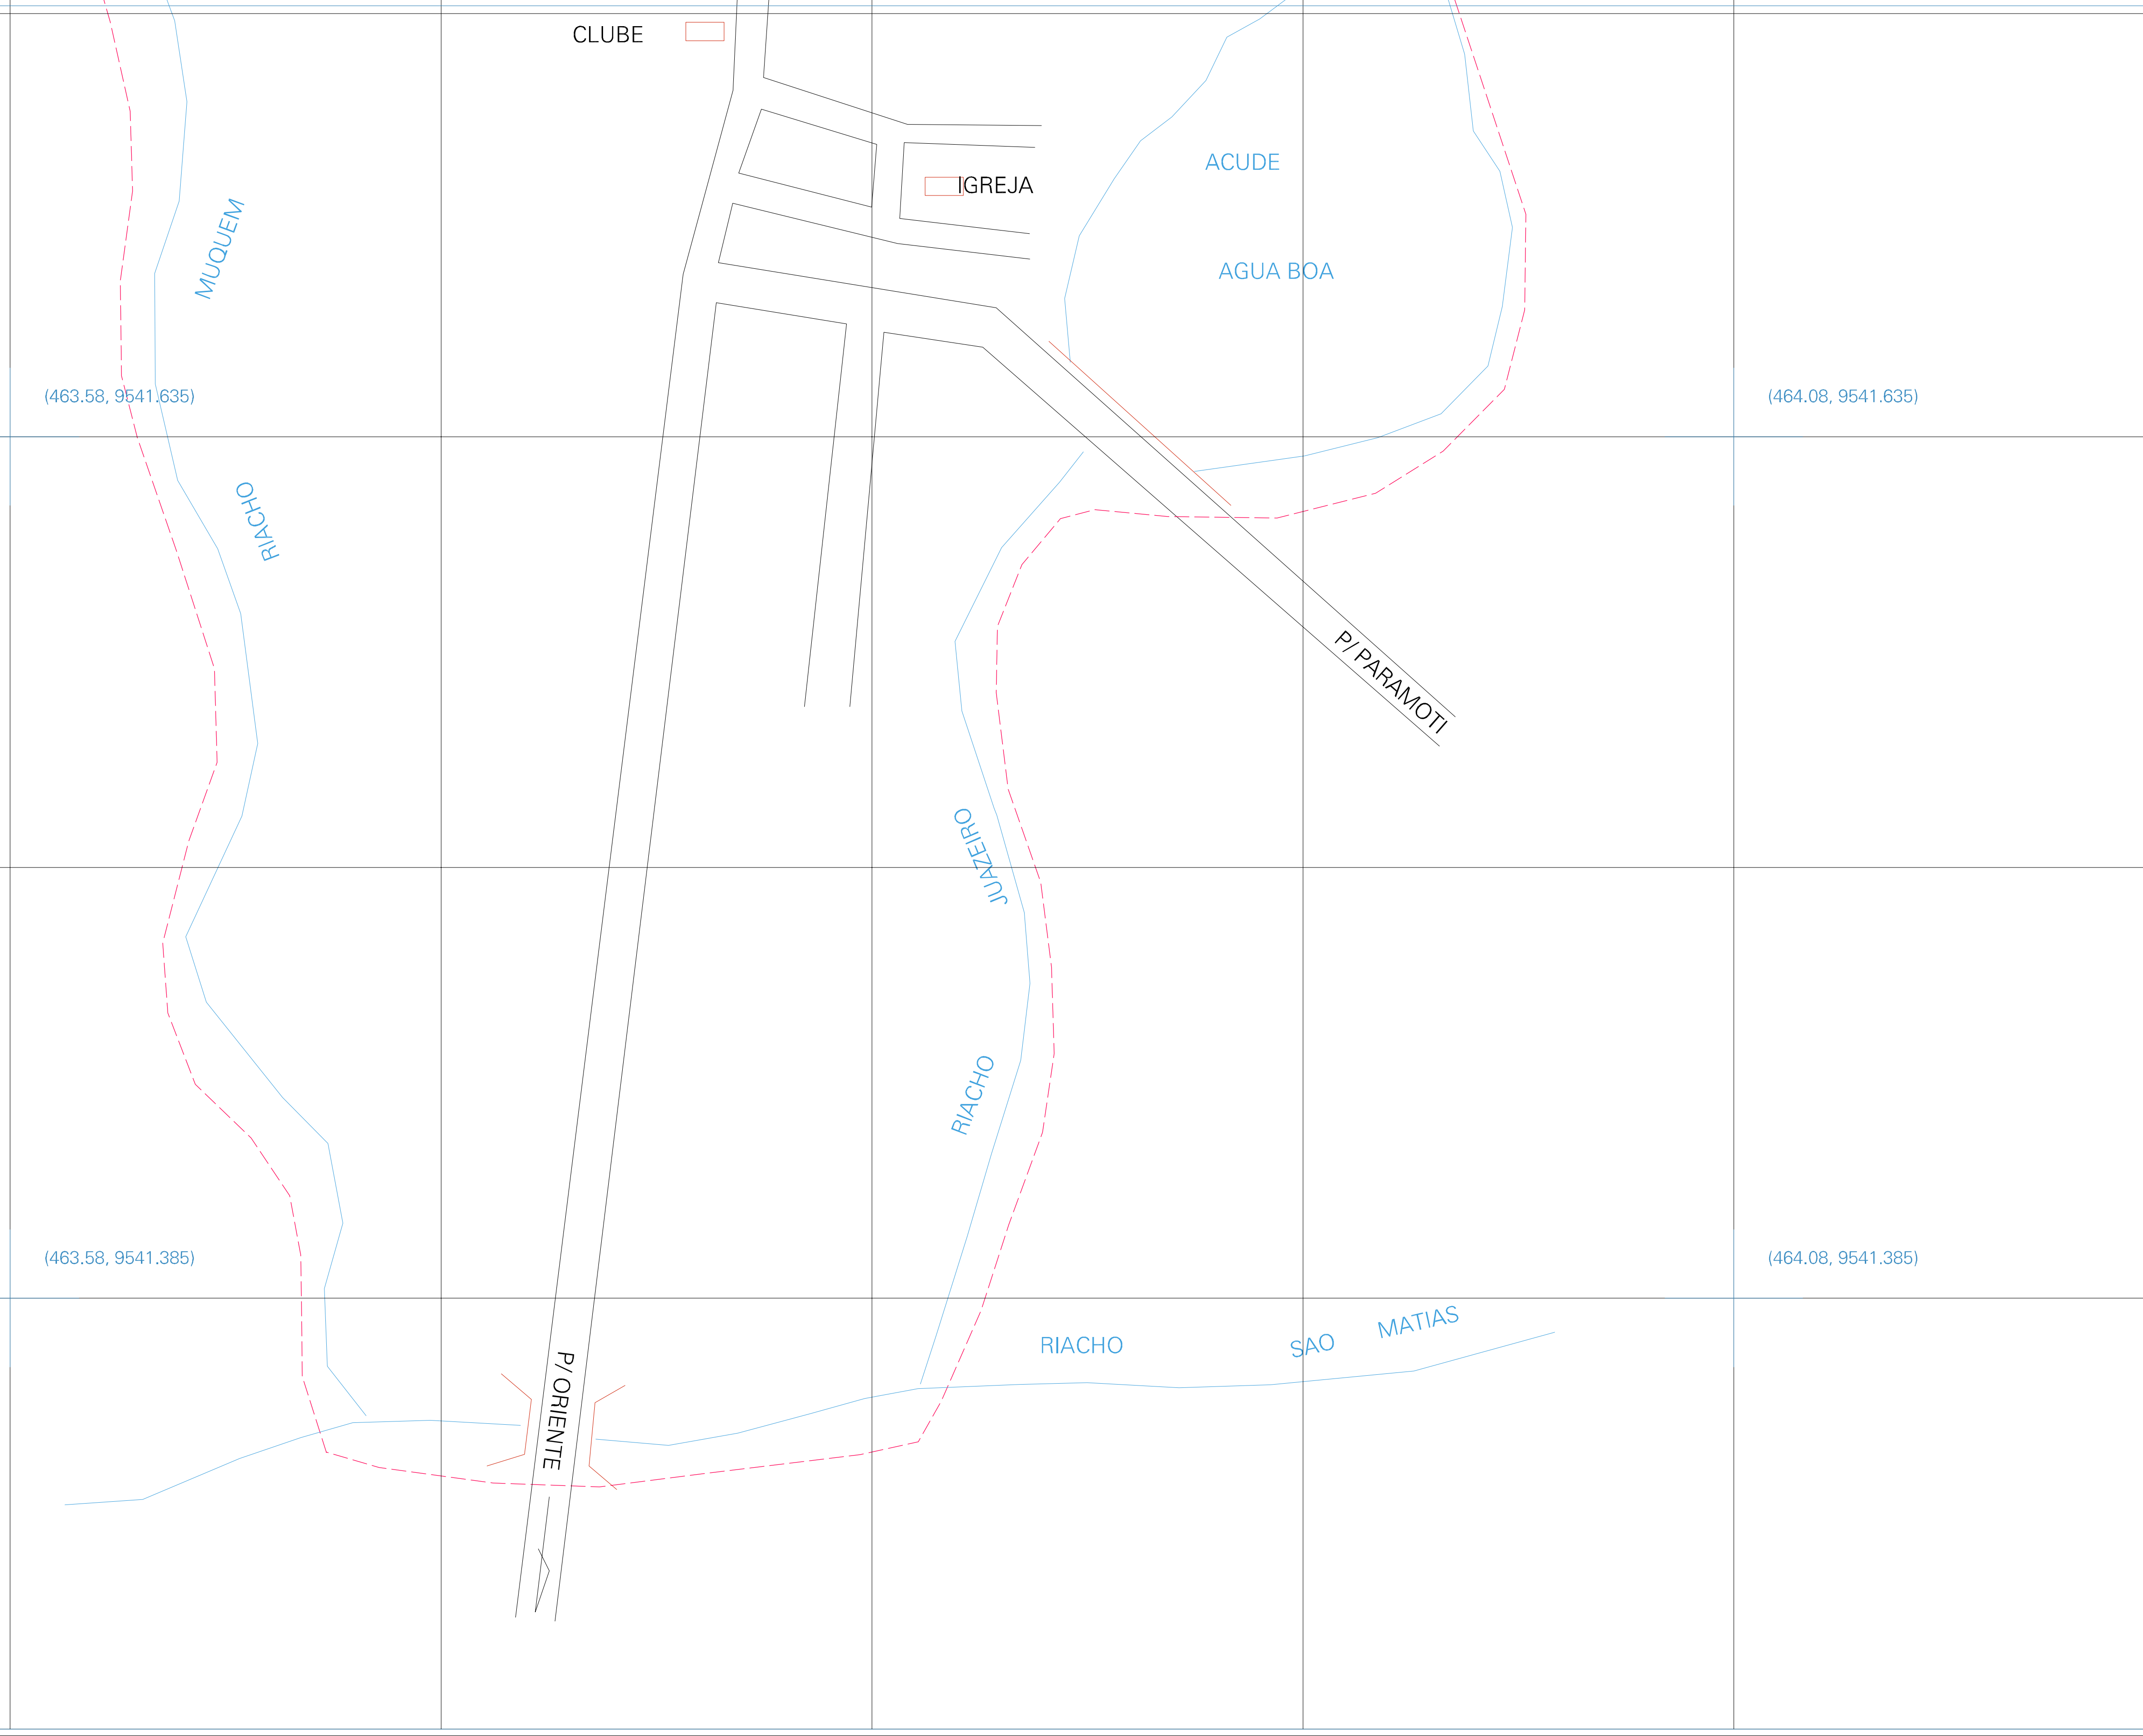 CLUBE
ACUDE
IGREJA
MUQUEM
AGUA BOA
(463.58, 9541.635)
(464.08, 9541.635)
RIACHO
P/ PARAMOTI
JUAZEIRO
RIACHO
(463.58, 9541.385)
(464.08, 9541.385)
RIACHO SAO MATIAS
P/ ORIENTE